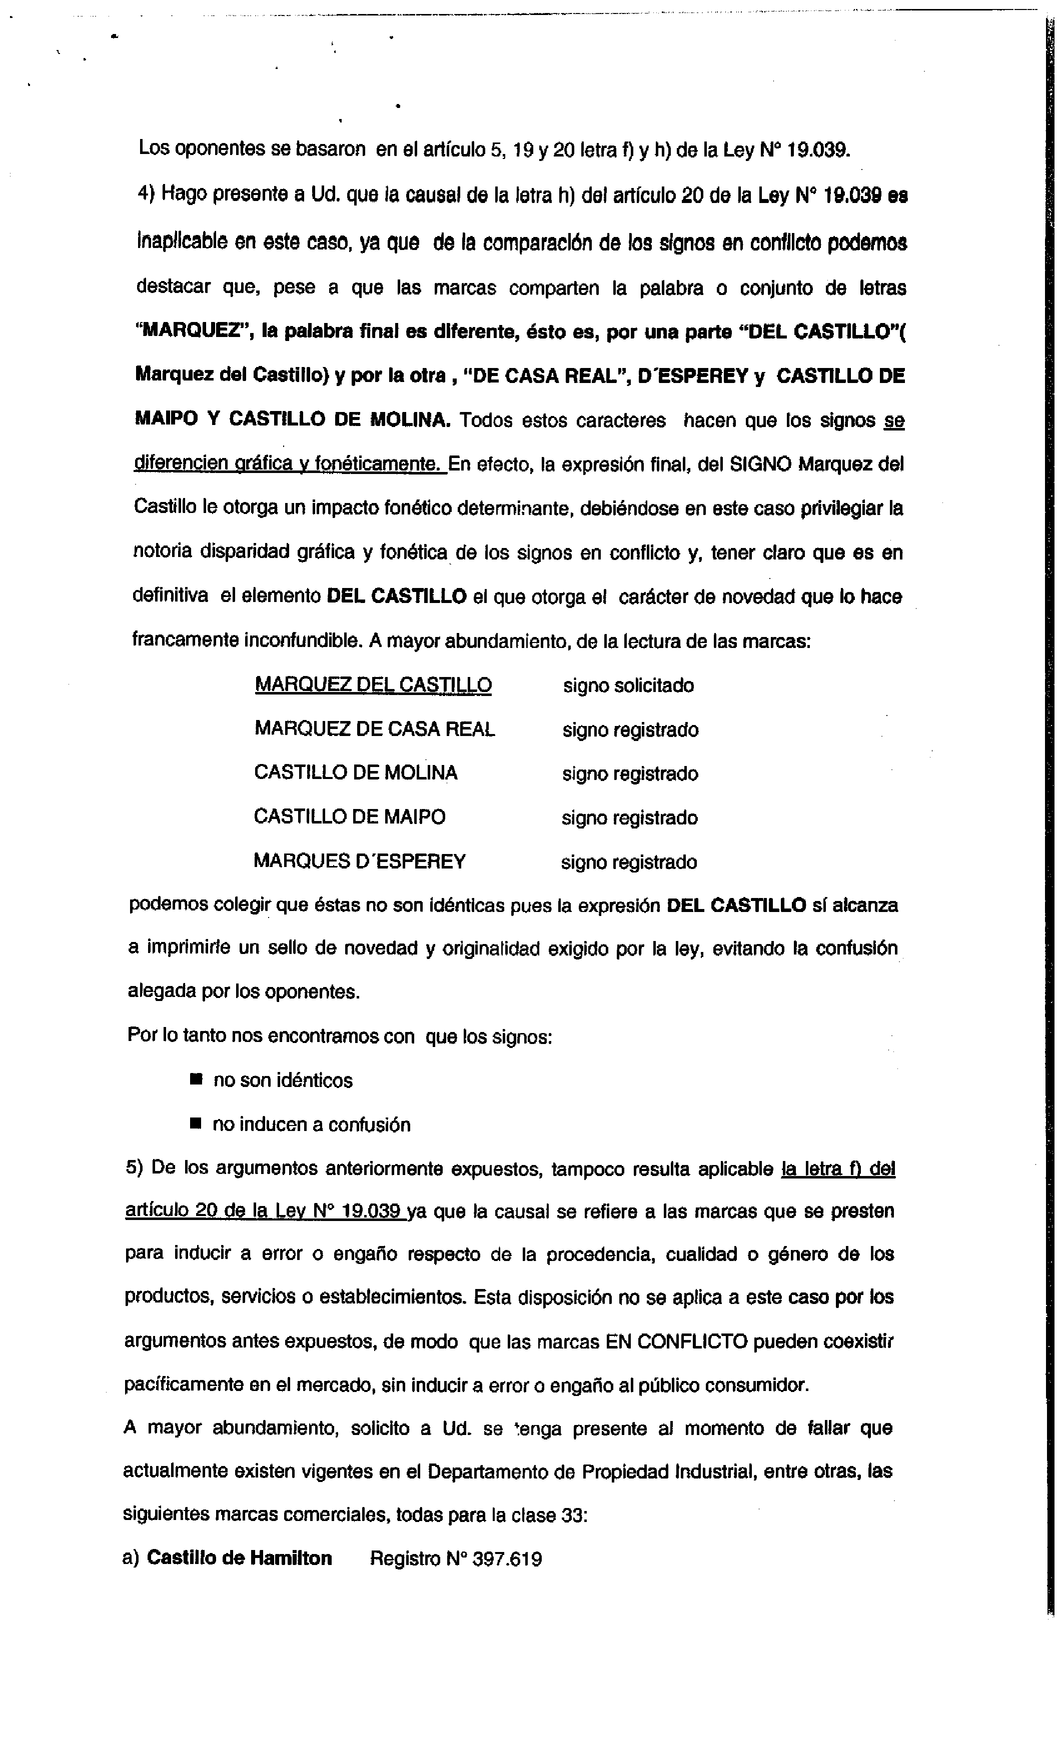 Los oponentes se basaron en el artículo 5, 19 y 20 letra f) y h) de la Ley Nº 19.039.
4) Hago presente a Ud. que la causal de la letra h) del artículo 20 de la Ley Nº 19.039 es
inaplicable en este caso, ya que de la comparación de los signos en conflicto podemos
destacar que, pese a que las marcas comparten la palabra o conjunto de letras
“MARQUEZ”, la palabra final es diferente, ésto es, por una parte “DEL CASTILLO”(
Marquez del Castillo) y por la otra , “DE CASA REAL”, D´ESPEREY y CASTILLO DE
MAIPO Y CASTILLO DE MOLINA. Todos estos caracteres hacen que los signos se
diferencien gráfica y fonéticamente. En efecto, la expresión final, del SIGNO Marquez del
Castillo le otorga un impacto fonético determinante, debiéndose en este caso privilegiar la
notoria disparidad gráfica y fonética de los signos en conflicto y, tener claro que es en
definitiva el elemento DEL CASTILLO el que otorga el carácter de novedad que lo hace
francamente inconfundible. A mayor abundamiento, de la lectura de las marcas:
MARQUEZ DEL CASTILLO signo solicitado
MARQUEZ DE CASA REAL signo registrado
CASTILLO DE MOLINA signo registrado
CASTILLO DE MAIPO signo registrado
MARQUES D´ESPEREY signo registrado
podemos colegir que éstas no son idénticas pues la expresión DEL CASTILLO sí alcanza
a imprimirle un sello de novedad y originalidad exigido por la ley, evitando la confusión
alegada por los oponentes.
Por lo tanto nos encontramos con que los signos:
■ no son idénticos
■ no inducen a confusión
5) De los argumentos anteriormente expuestos, tampoco resulta aplicable la letra f) del
artículo 20 de la Ley Nº 19.039 ya que la causal se refiere a las marcas que se presten
para inducir a error o engaño respecto de la procedencia, cualidad o género de los
productos, servicios o establecimientos. Esta disposición no se aplica a este caso por los
argumentos antes expuestos, de modo que las marcas EN CONFLICTO pueden coexistir
pacíficamente en el mercado, sin inducir a error o engaño al público consumidor.
A mayor abundamiento, solicito a Ud. se tenga presente al momento de fallar que
actualmente existen vigentes en el Departamento de Propiedad Industrial, entre otras, las
siguientes marcas comerciales, todas para la clase 33:
a) Castillo de Hamilton Registro Nº 397.619